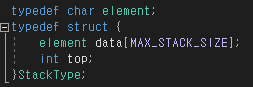 typedef char element;
typedef struct {
element data[MAX_STACK_SIZE];
int top;
}StackType;